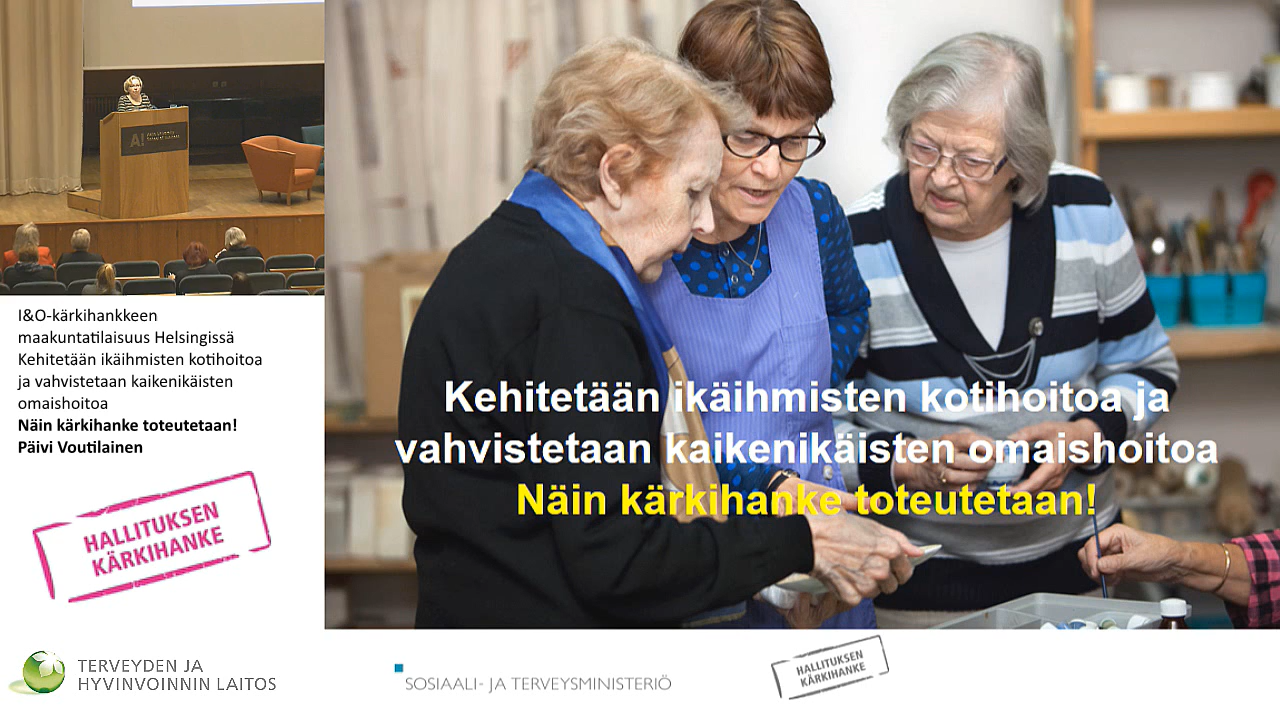 I&O-kärkihankkeen
maakuntatilaisuus Helsingissä
Kehitetään ikäihmisten kotihoitoa
ja vahvistetaan kaikenikäisten
omaishoitoa
Näin kärkihanke toteutetaan!
Päivi Voutilainen
HALLITUKSEN
KÄRKIHANKE
TERVEYDEN JA
HYVINVOINNIN LAITOS
Kehitetään ikäihmisten kotihoitoa ja
vahvistetaan kaikenikäisten omaishoitoa
Näin kärkihanke toteutetaan!
SOSIAALI- JA TERVEYSMINISTERIÖ
HALLITUKSEN
KÄRKIHANKE
A!